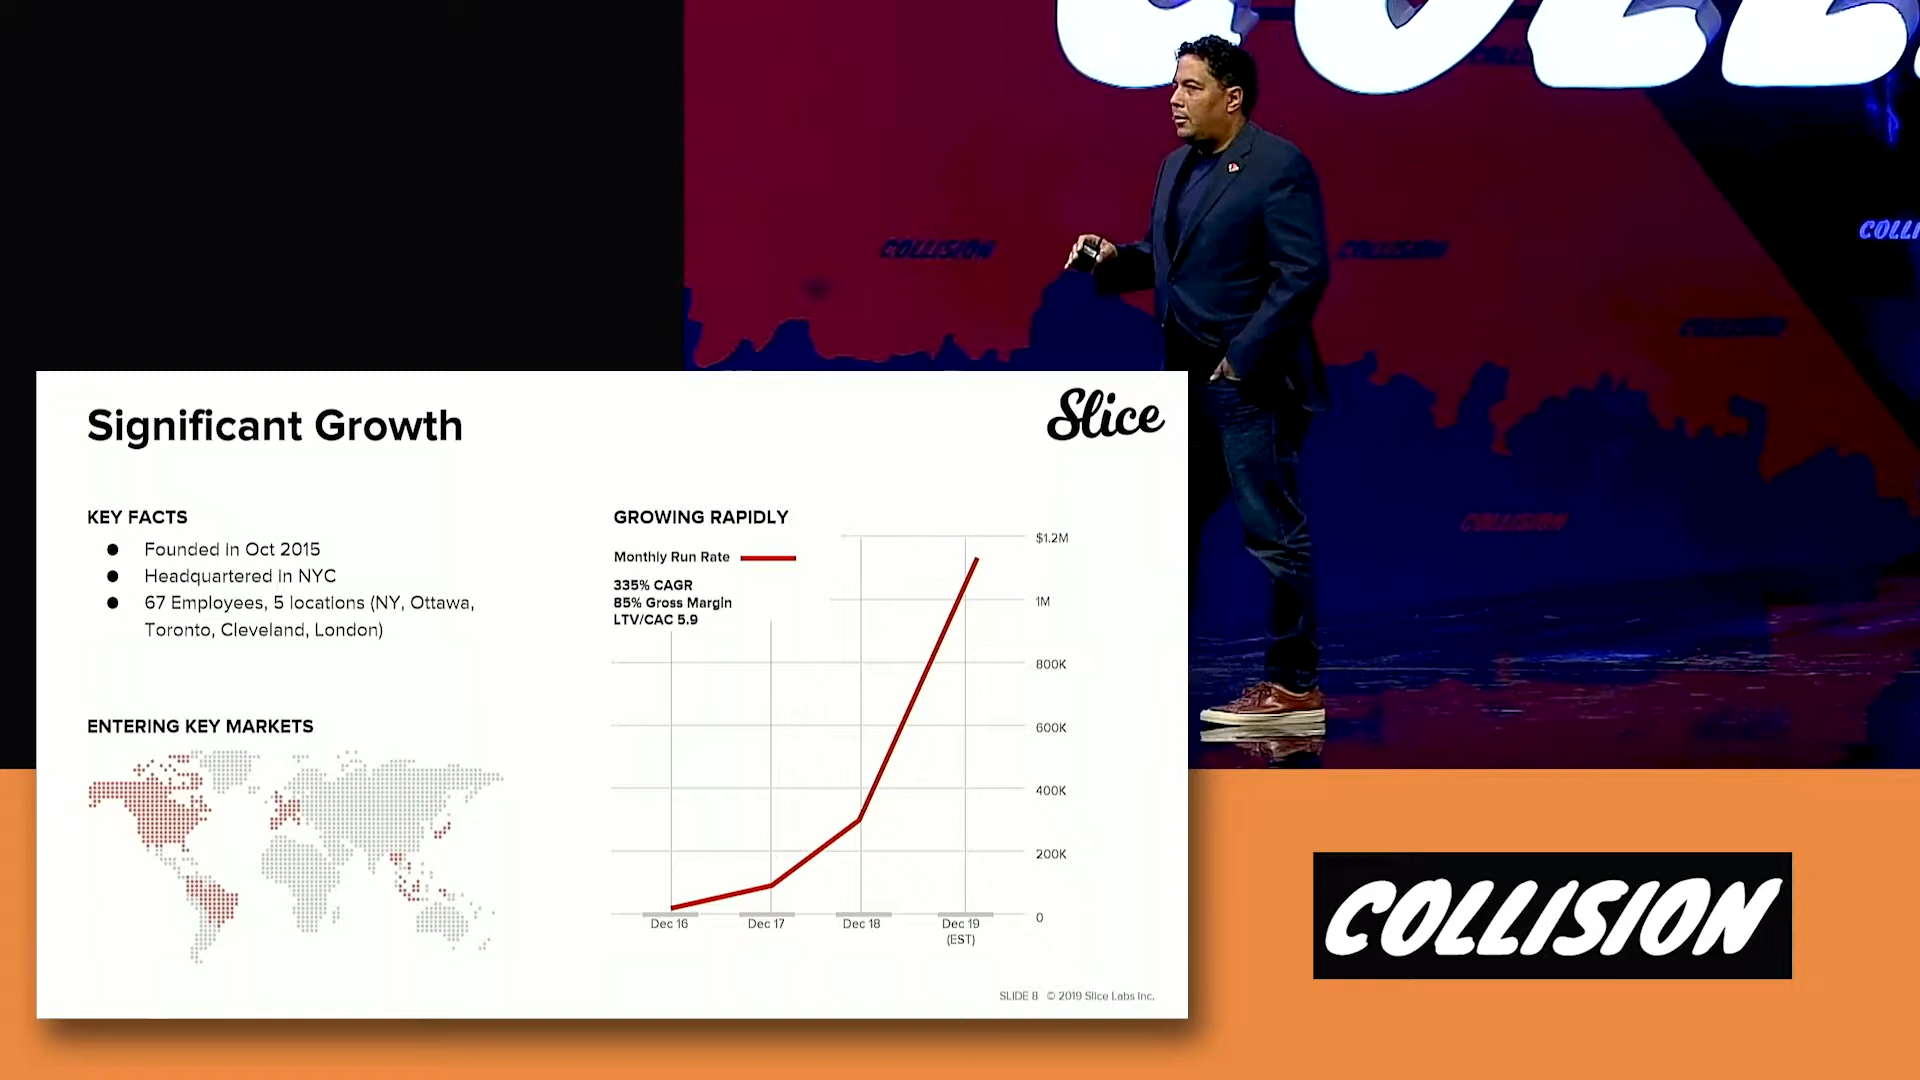 COLLISION
COLLISION
COLLISION
COLLISION
Significant Growth
Slice
KEY FACTS
● Founded in Oct 2015
● Headquartered in NYC
● 67 Employees, 5 locations (NY, Ottawa,
Toronto, Cleveland, London)
ENTERING KEY MARKETS
GROWING RAPIDLY
Monthly Run Rate
335% CAGR
85% Gross Margin
LTV/CAC 5.9
$1.2M
1M
800K
600K
400K
200K
0
Dec 16
Dec 17
Dec 18
Dec 19
(EST)
SLIDE 8 © 2019 Slice Labs Inc.
COLLISION